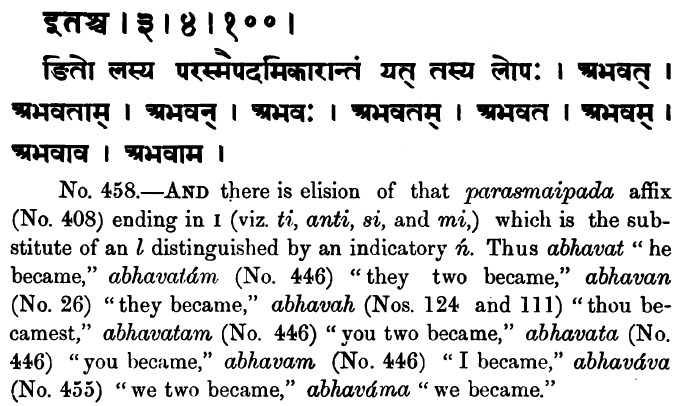 इतश्च । ३ । ४ । १०० ।
ङितो लस्य परस्मैपदमिकारान्तं यत् तस्य लोपः । अभवत् ।
अभवताम् । अभवन् । अभवः । अभवतम् । अभवत । अभवम् ।
अभवाव । अभवाम ।
No. 458.—AND there is elision of that parasmaipada affix
(No. 408) ending in I (viz. ti, anti, si, and mi,) which is the sub-
stitute of an l distinguished by an indicatory ń. Thus abhavat “he
became,” abhavatám (No. 446) “they two became,” abhavan
(No. 26) “they became,” abhavah (Nos. 124 and 111) “thou be-
camest,” abhavatam (No. 446) “you two became,” abhavata (No.
446) “you became,” abhavam (No. 446) “I became,” abhaváva
(No. 455) “we two became,” abhaváma “we became.”